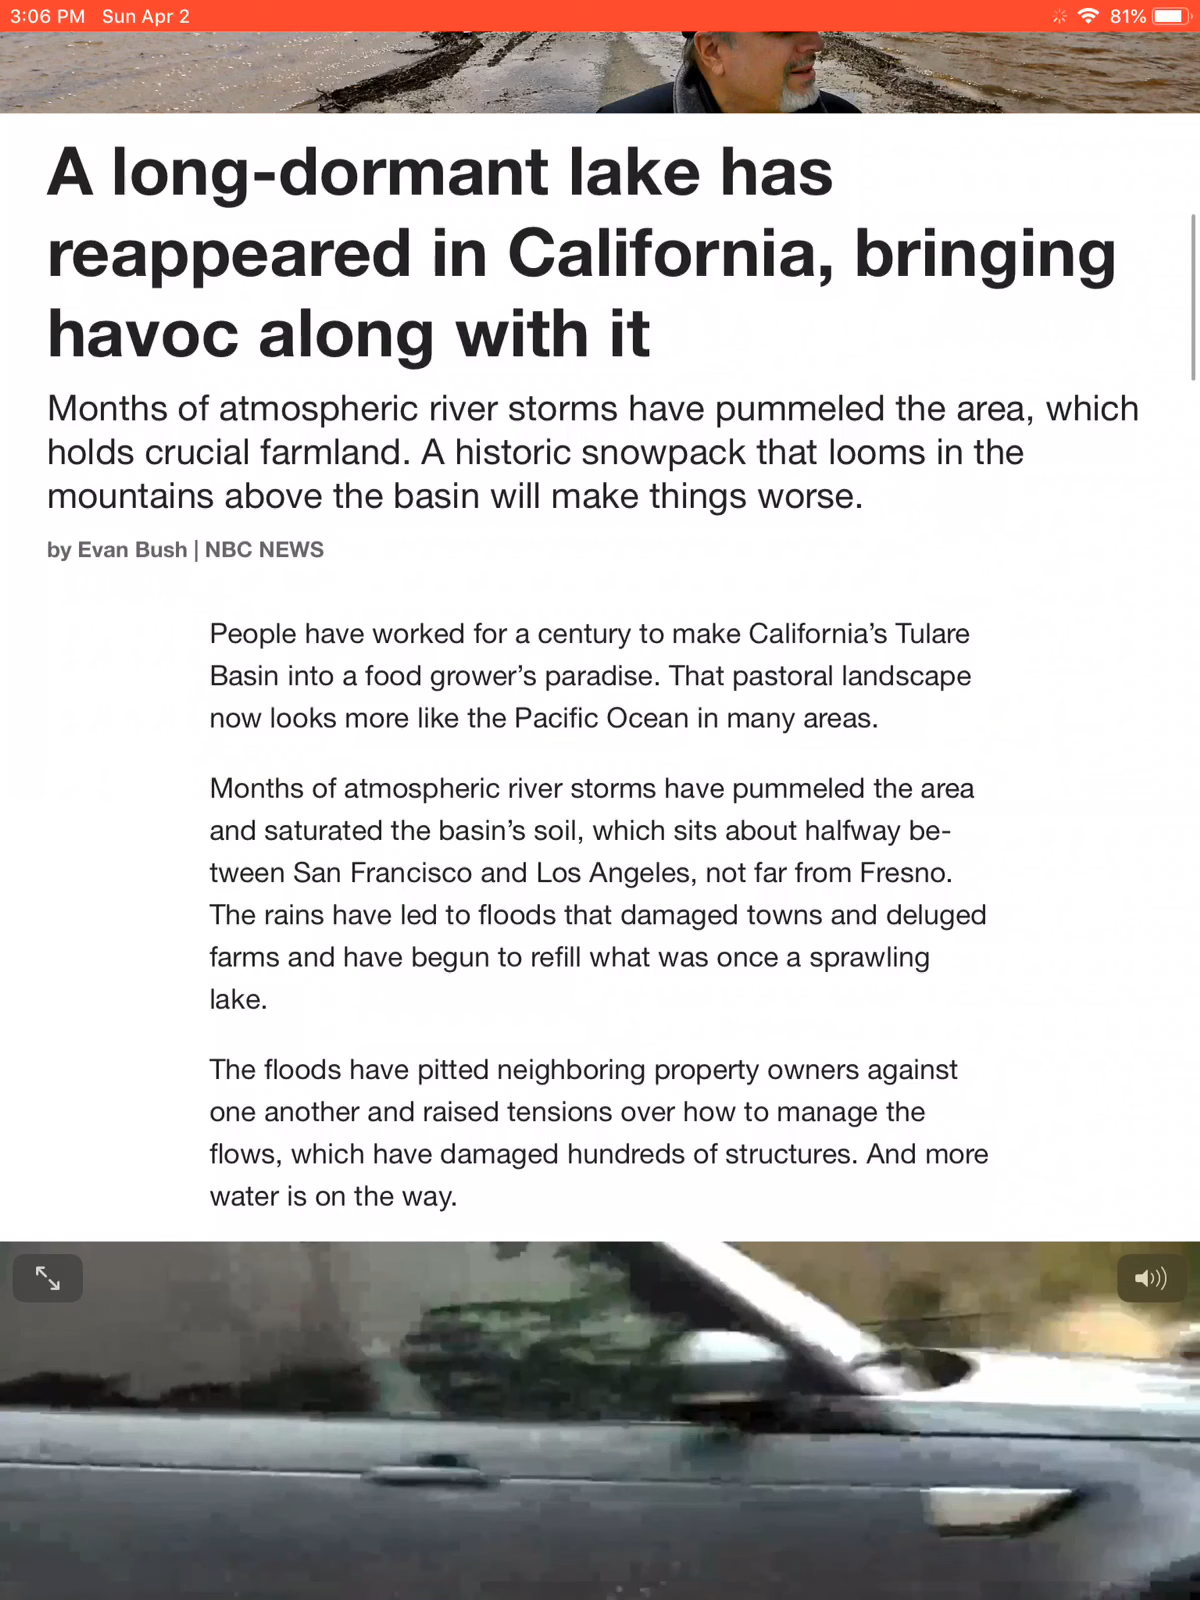 3:06 PM Sun Apr 2
81%
A long-dormant lake has
reappeared in California, bringing
havoc along with it
Months of atmospheric river storms have pummeled the area, which
holds crucial farmland. A historic snowpack that looms in the
mountains above the basin will make things worse.
by Evan Bush | NBC NEWS
People have worked for a century to make California’s Tulare
Basin into a food grower’s paradise. That pastoral landscape
now looks more like the Pacific Ocean in many areas.
Months of atmospheric river storms have pummeled the area
and saturated the basin’s soil, which sits about halfway be-
tween San Francisco and Los Angeles, not far from Fresno.
The rains have led to floods that damaged towns and deluged
farms and have begun to refill what was once a sprawling
lake.
The floods have pitted neighboring property owners against
one another and raised tensions over how to manage the
flows, which have damaged hundreds of structures. And more
water is on the way.